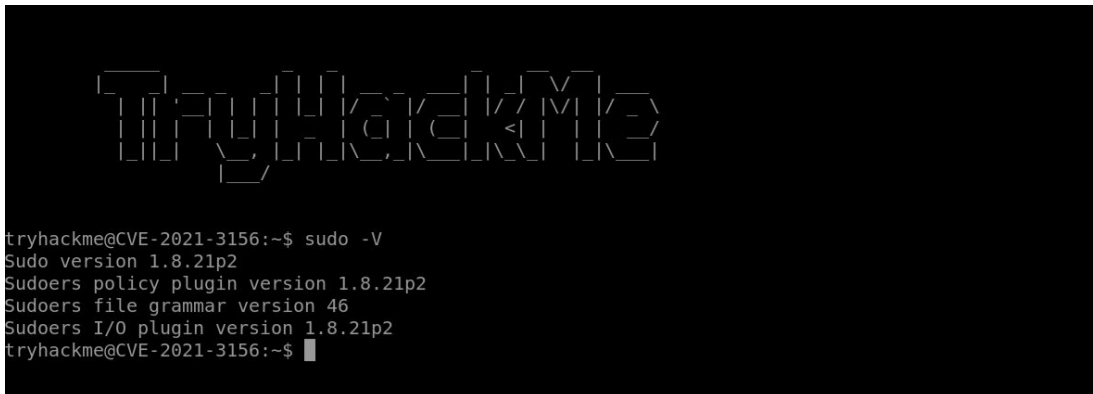 TryHackMe
tryhackme@CVE-2021-3156:~$ sudo -V
Sudo version 1.8.21p2
Sudoers policy plugin version 1.8.21p2
Sudoers file grammar version 46
Sudoers I/O plugin version 1.8.21p2
tryhackme@CVE-2021-3156:~$